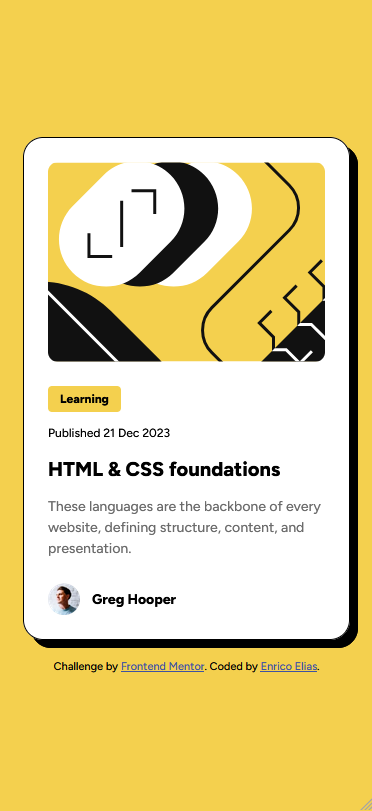 Learning
Published 21 Dec 2023
HTML & CSS foundations
These languages are the backbone of every
website, defining structure, content, and
presentation.
Greg Hooper
Challenge by Frontend Mentor. Coded by Enrico Elias.